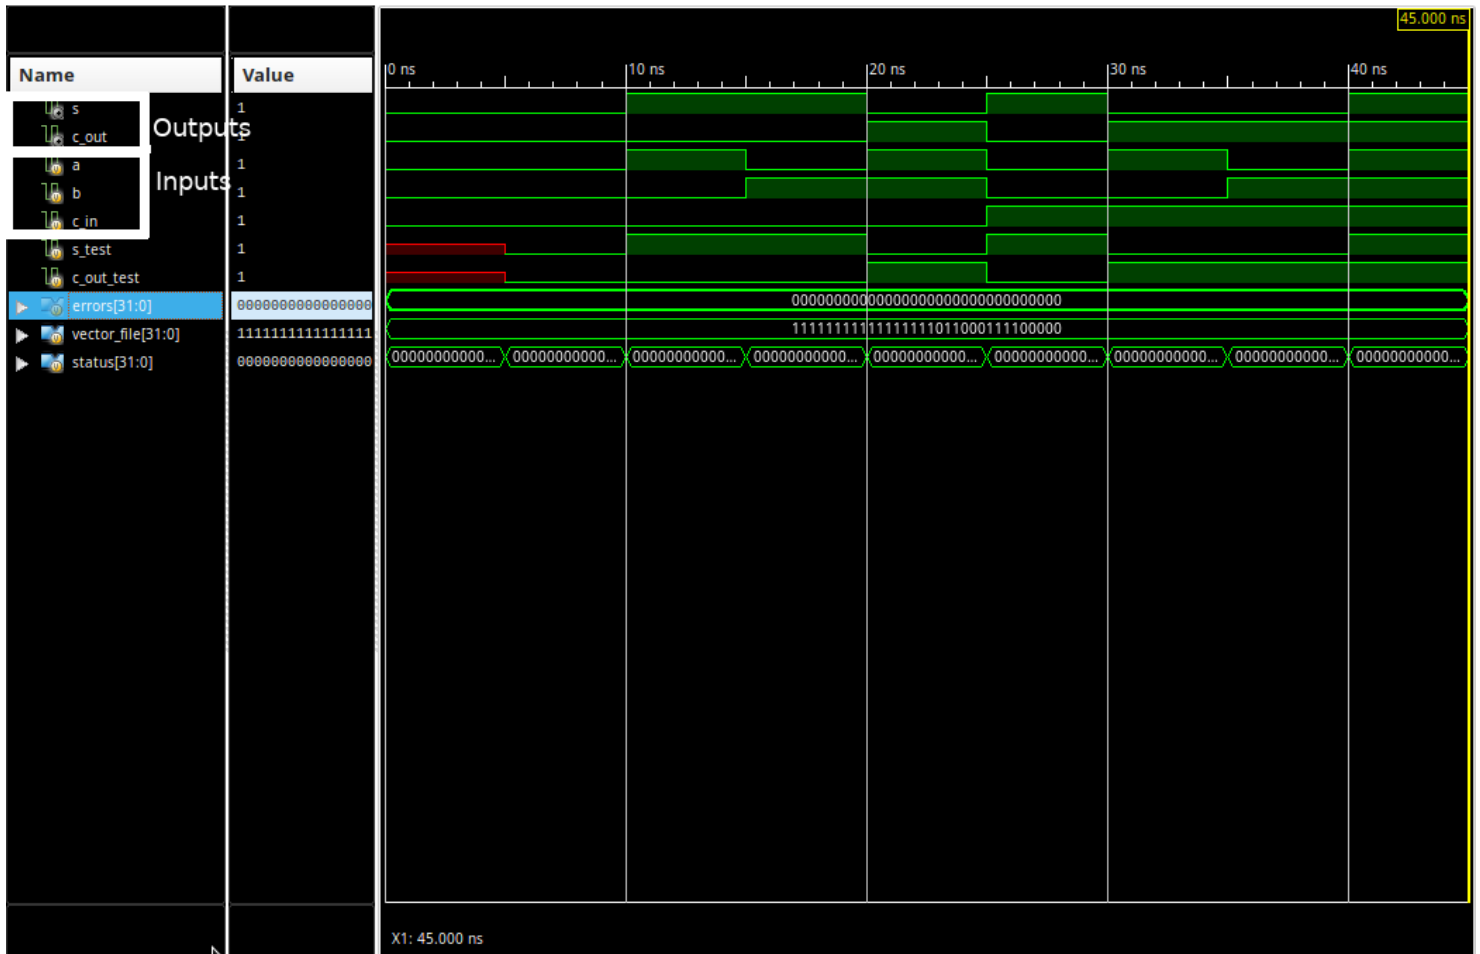 45.000 ns
Name
Value
0 ns
10 ns
20 ns
30 ns
40 ns
s
1
c_out
Outputs
a
1
Inputs
b
1
c_in
1
s_test
1
c_out_test
1
errors[31:0]
0000000000000000
00000000000000000000000000000000
vector_file[31:0]
1111111111111111
11111111111111111011000111100000
status[31:0]
0000000000000000
00000000000...
00000000000...
00000000000...
00000000000...
00000000000...
00000000000...
00000000000...
00000000000...
00000000000...
X1: 45.000 ns